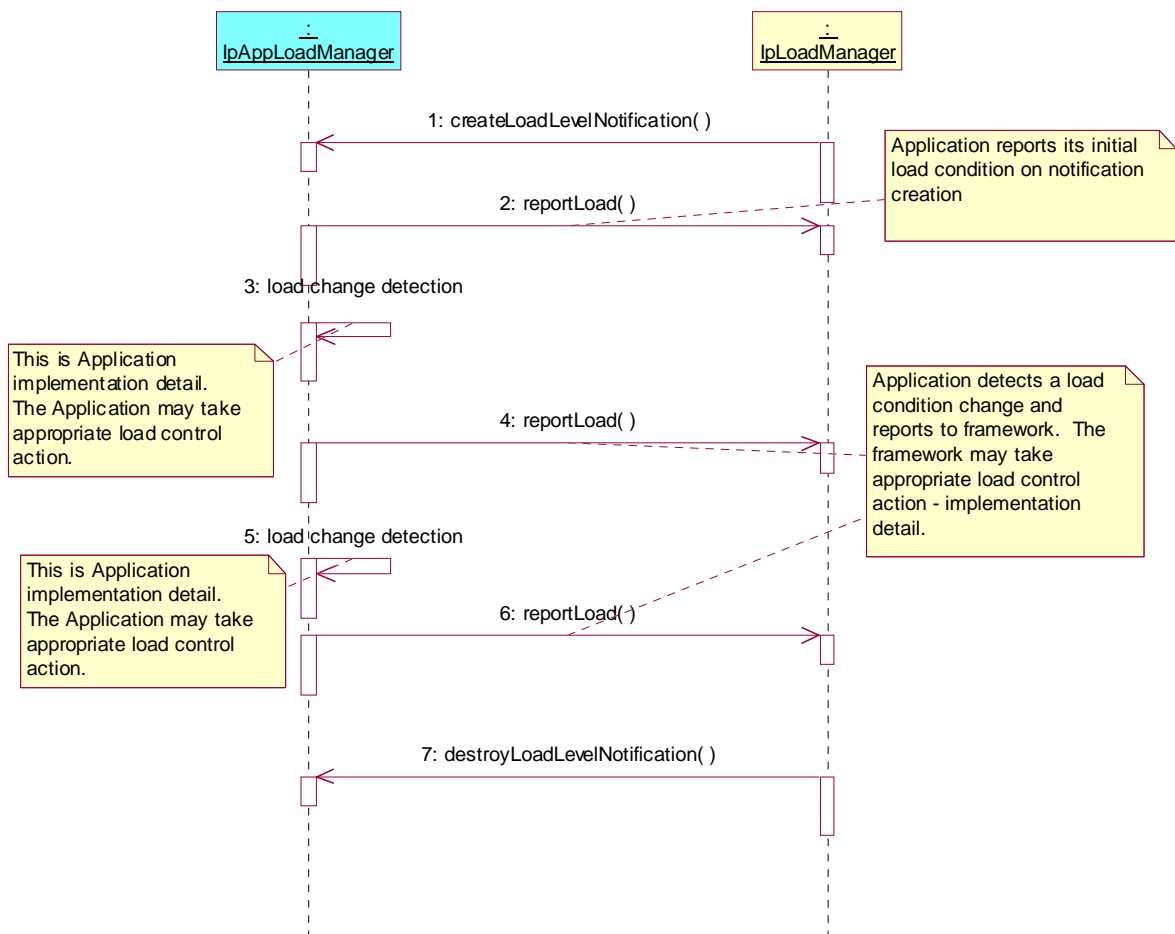 :
IpAppLoadManager
:
IpLoadManager
1: createLoadLevelNotification( )
Application reports its initial
load condition on notification
creation
2: reportLoad( )
3: load change detection
This is Application
implementation detail.
The Application may take
appropriate load control
action.
Application detects a load
condition change and
reports to framework.  The
framework may take
appropriate load control
action - implementation
detail.
4: reportLoad( )
5: load change detection
This is Application
implementation detail.
The Application may take
appropriate load control
action.
6: reportLoad( )
7: destroyLoadLevelNotification( )